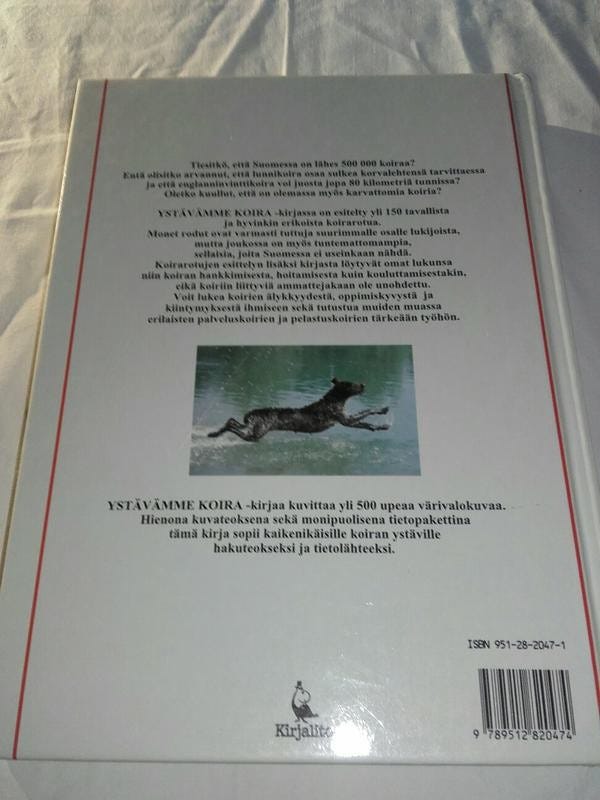 Tiesitkö, että Suomessa on lähes 500 000 koiraa?
Entä olisitko arvannut, että lunnikoira osaa sulkea korvalehtensä tarvittaessa
ja että englanninvinttikoira voi juosta jopa 80 kilometriä tunnissa?
Oletko kuullut, että on olemassa myös karvattomia koiria?
YSTÄVÄMME KOIRA -kirjassa on esitelty yli 150 tavallista
ja hyvinkin erikoista koirarotua.
Monet rodut ovat varmasti tuttuja suurimmalle osalle lukijoista,
mutta joukossa on myös tuntemattomampia,
sellaisia, joita Suomessa ei useinkaan nähdä.
Koirarotujen esittelyn lisäksi kirjasta löytyvät omat lukunsa
niin koiran hankkimisesta, hoitamisesta kuin kouluttamisestakin,
eikä koiriin liittyviä ammattejakaan ole unohdettu.
Voit lukea koirien älykkyydestä, oppimiskyvystä ja
kiintymyksestä ihmiseen sekä tutustua muiden muassa
erilaisten palveluskoirien ja pelastuskoirien tärkeään työhön.
YSTÄVÄMME KOIRA -kirjaa kuvittaa yli 500 upeaa värivalokuvaa.
Hienona kuvateoksena sekä monipuolisena tietopakettina
tämä kirja sopii kaikenikäisille koiran ystäville
hakuteokseksi ja tietolähteeksi.
ISBN 951-28-2047-1
Kirjalito
9 789512 820474